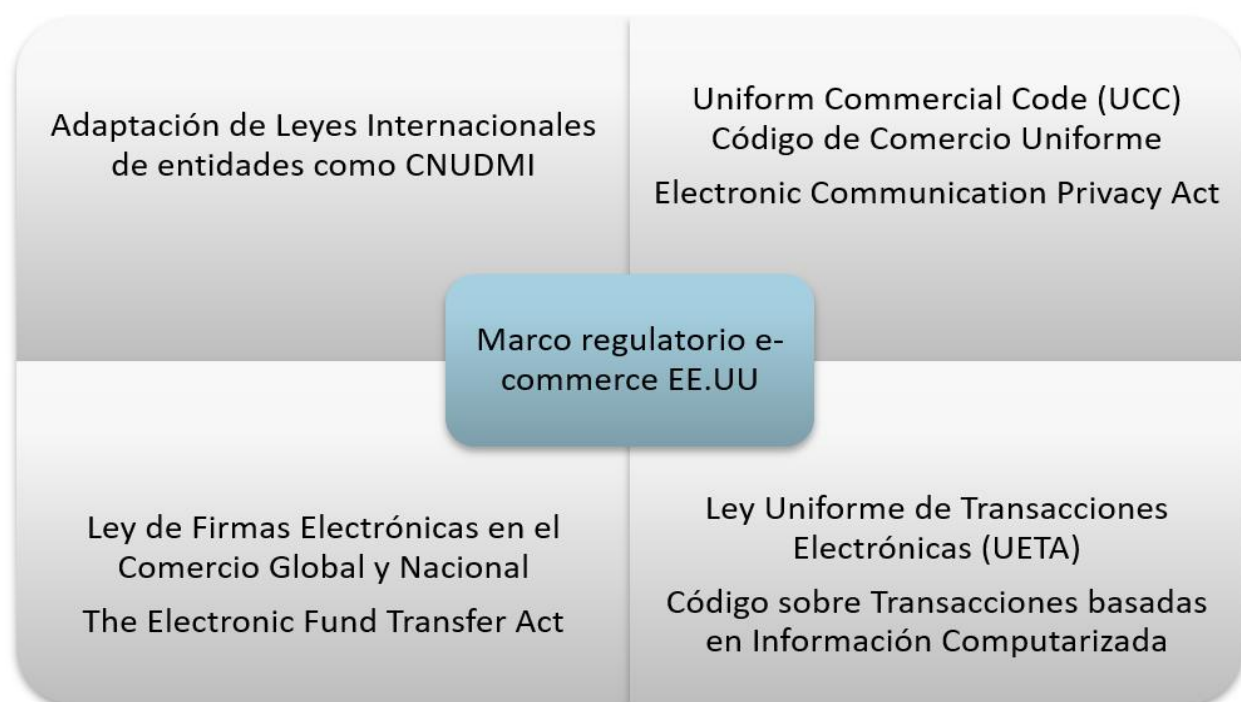 Adaptación de Leyes Internacionales
de entidades como CNUDMI
Uniform Commercial Code (UCC)
Código de Comercio Uniforme
Electronic Communication Privacy Act
Marco regulatorio e-
commerce EE.UU
Ley de Firmas Electrónicas en el
Comercio Global y Nacional
The Electronic Fund Transfer Act
Ley Uniforme de Transacciones
Electrónicas (UETA)
Código sobre Transacciones basadas
en Información Computarizada